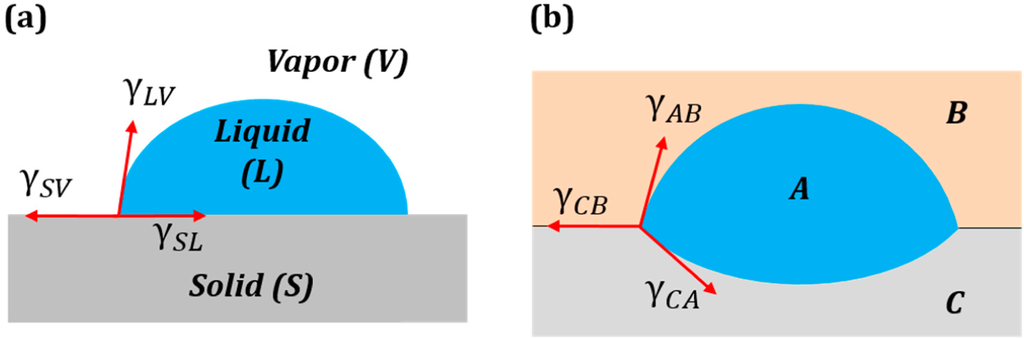 (a)
Vapor (V)
γLV
Liquid
(L)
γSV
γSL
Solid (S)
(b)
γAB
B
γCB
A
γCA
C